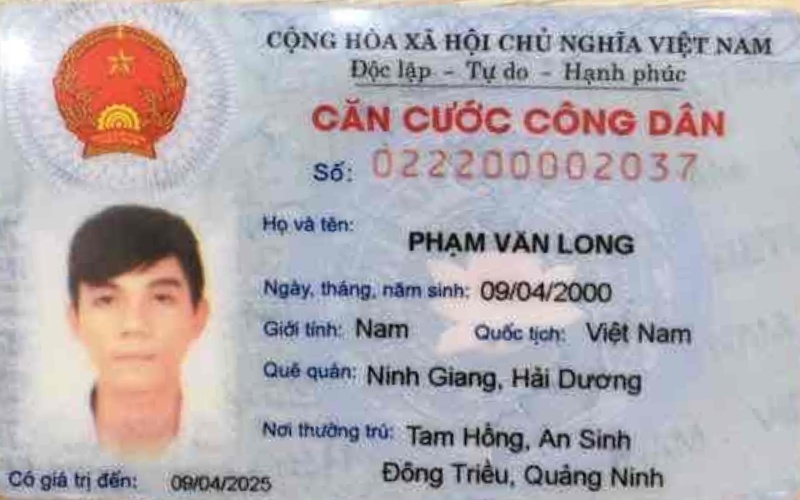 CỘNG HÒA XÃ HỘI CHỦ NGHĨA VIỆT NAM
Độc lập - Tự do - Hạnh phúc
CĂN CƯỚC CÔNG DÂN
Số: 022200002037
Họ và tên:
PHẠM VĂN LONG
Ngày, tháng, năm sinh: 09/04/2000
Giới tính: Nam Quốc tịch: Việt Nam
Quê quán: Ninh Giang, Hải Dương
Nơi thường trú: Tam Hồng, An Sinh
Đông Triều, Quảng Ninh
Có giá trị đến: 09/04/2025